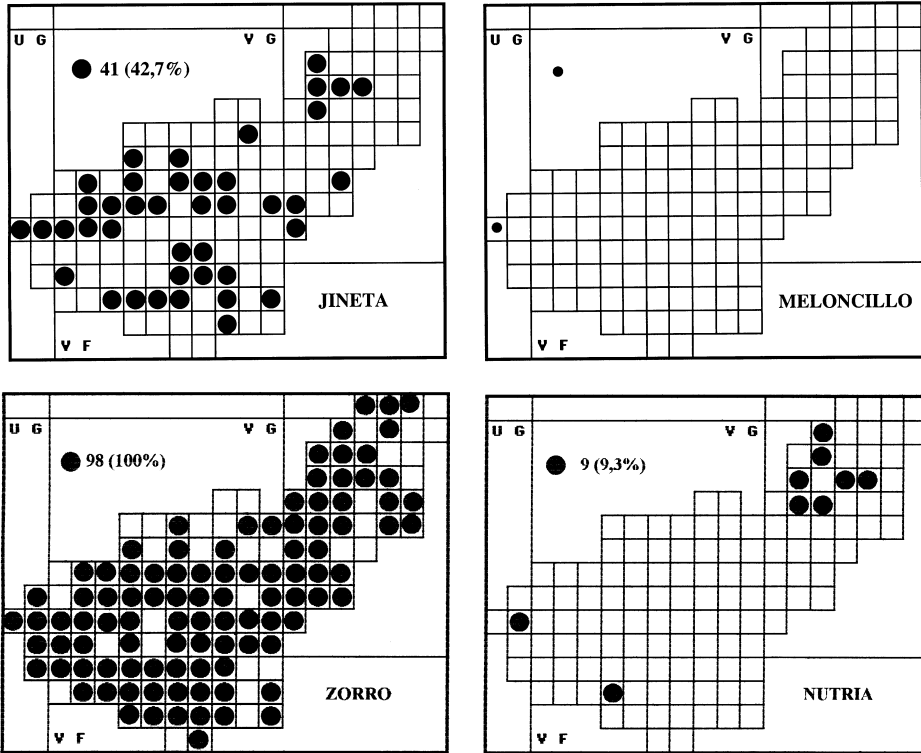 U G
V G
41 (42,7%)
JINETA
V F
U G
V G
MELONCILLO
V F
U G
V G
98 (100%)
ZORRO
V F
U G
V G
9 (9,3%)
NUTRIA
V F